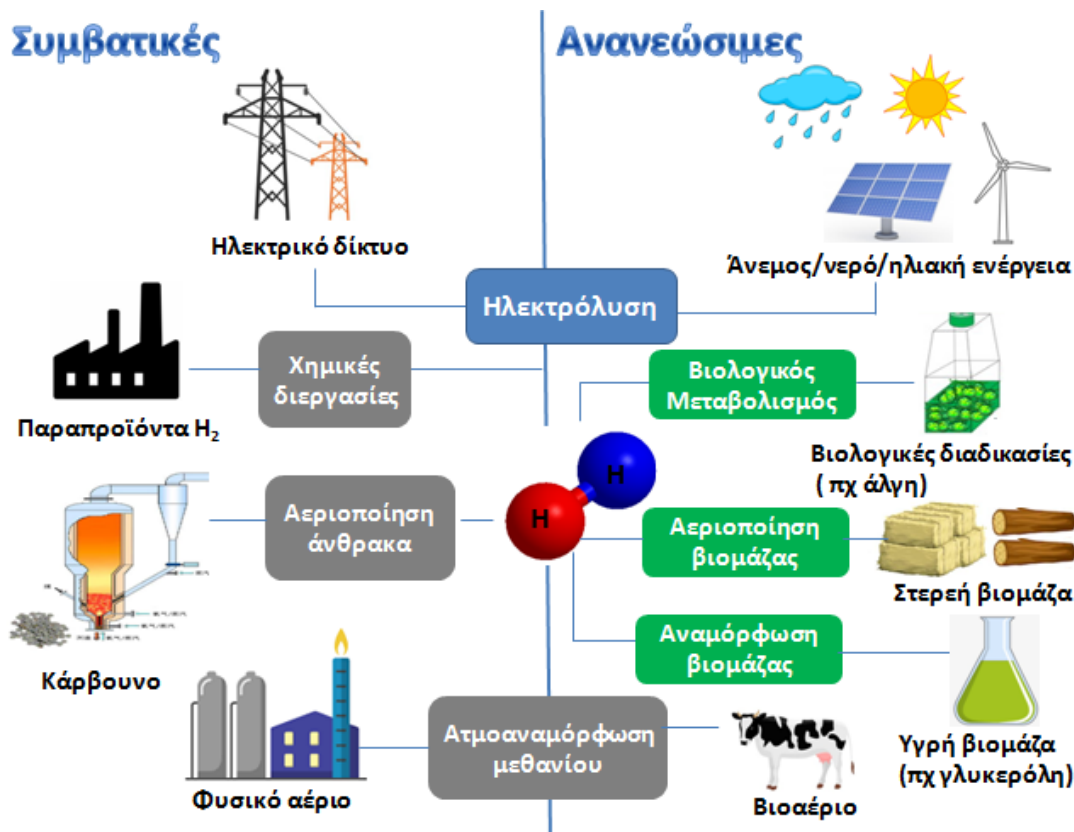 Συμβατικές
Ανανεώσιμες
Ηλεκτρικό δίκτυο
Άνεμος/νερό/ηλιακή ενέργεια
Ηλεκτρόλυση
Χημικές
διεργασίες
Παραπροϊόντα H₂
Βιολογικός
Μεταβολισμός
Βιολογικές διαδικασίες
( πχ άλγη)
Αεριοποίηση
άνθρακα
Κάρβουνο
H
H
Αεριοποίηση
βιομάζας
Στερεή βιομάζα
Αναμόρφωση
βιομάζας
Υγρή βιομάζα
(πχ γλυκερόλη)
Ατμοαναμόρφωση
μεθανίου
Φυσικό αέριο
Βιοαέριο